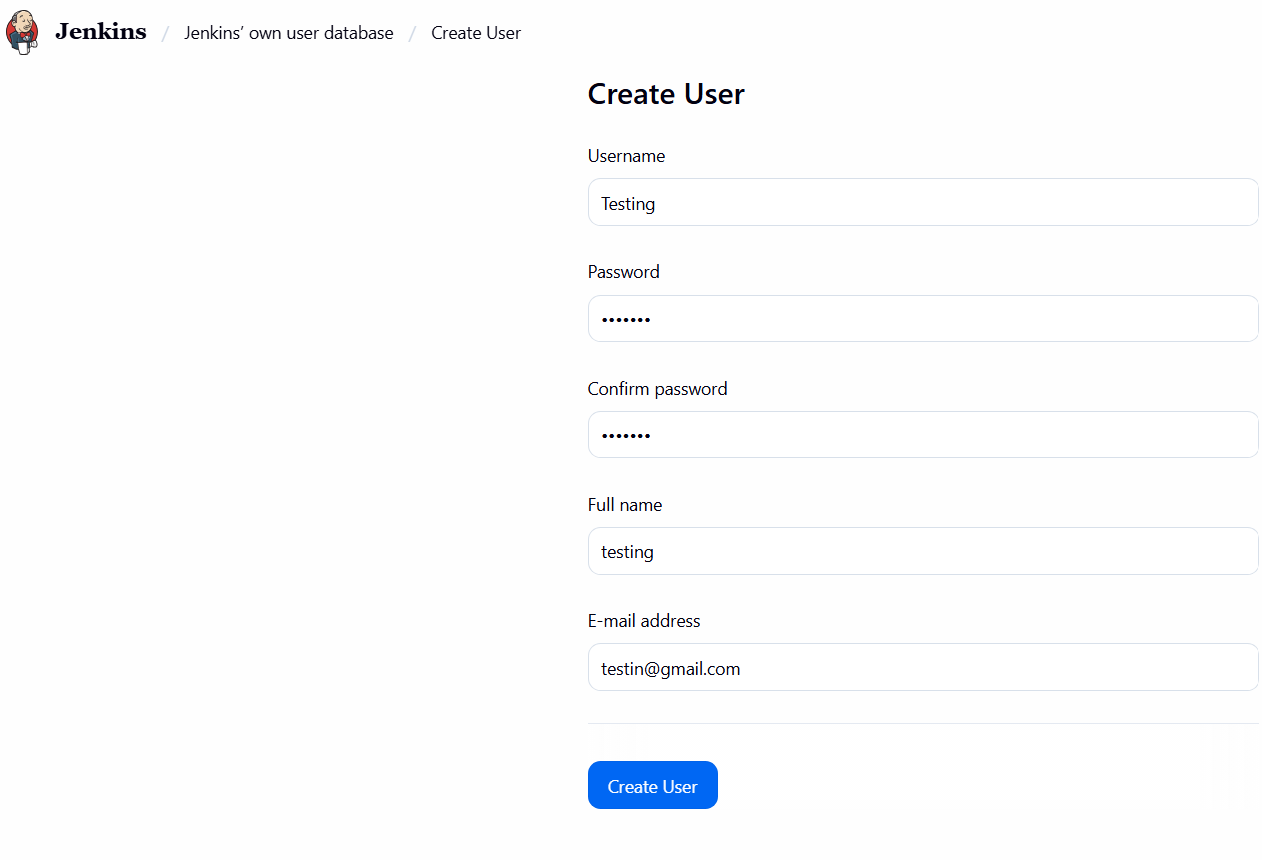 Jenkins / Jenkins’ own user database / Create User
Create User
Username
Testing
Password
•••••••
Confirm password
•••••••
Full name
testing
E-mail address
testin@gmail.com
Create User